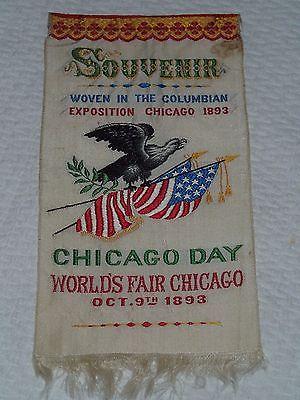 SOUVENIR
WOVEN IN THE COLUMBIAN
EXPOSITION CHICAGO 1893
CHICAGO DAY
WORLD'S FAIR CHICAGO
OCT. 9TH 1893